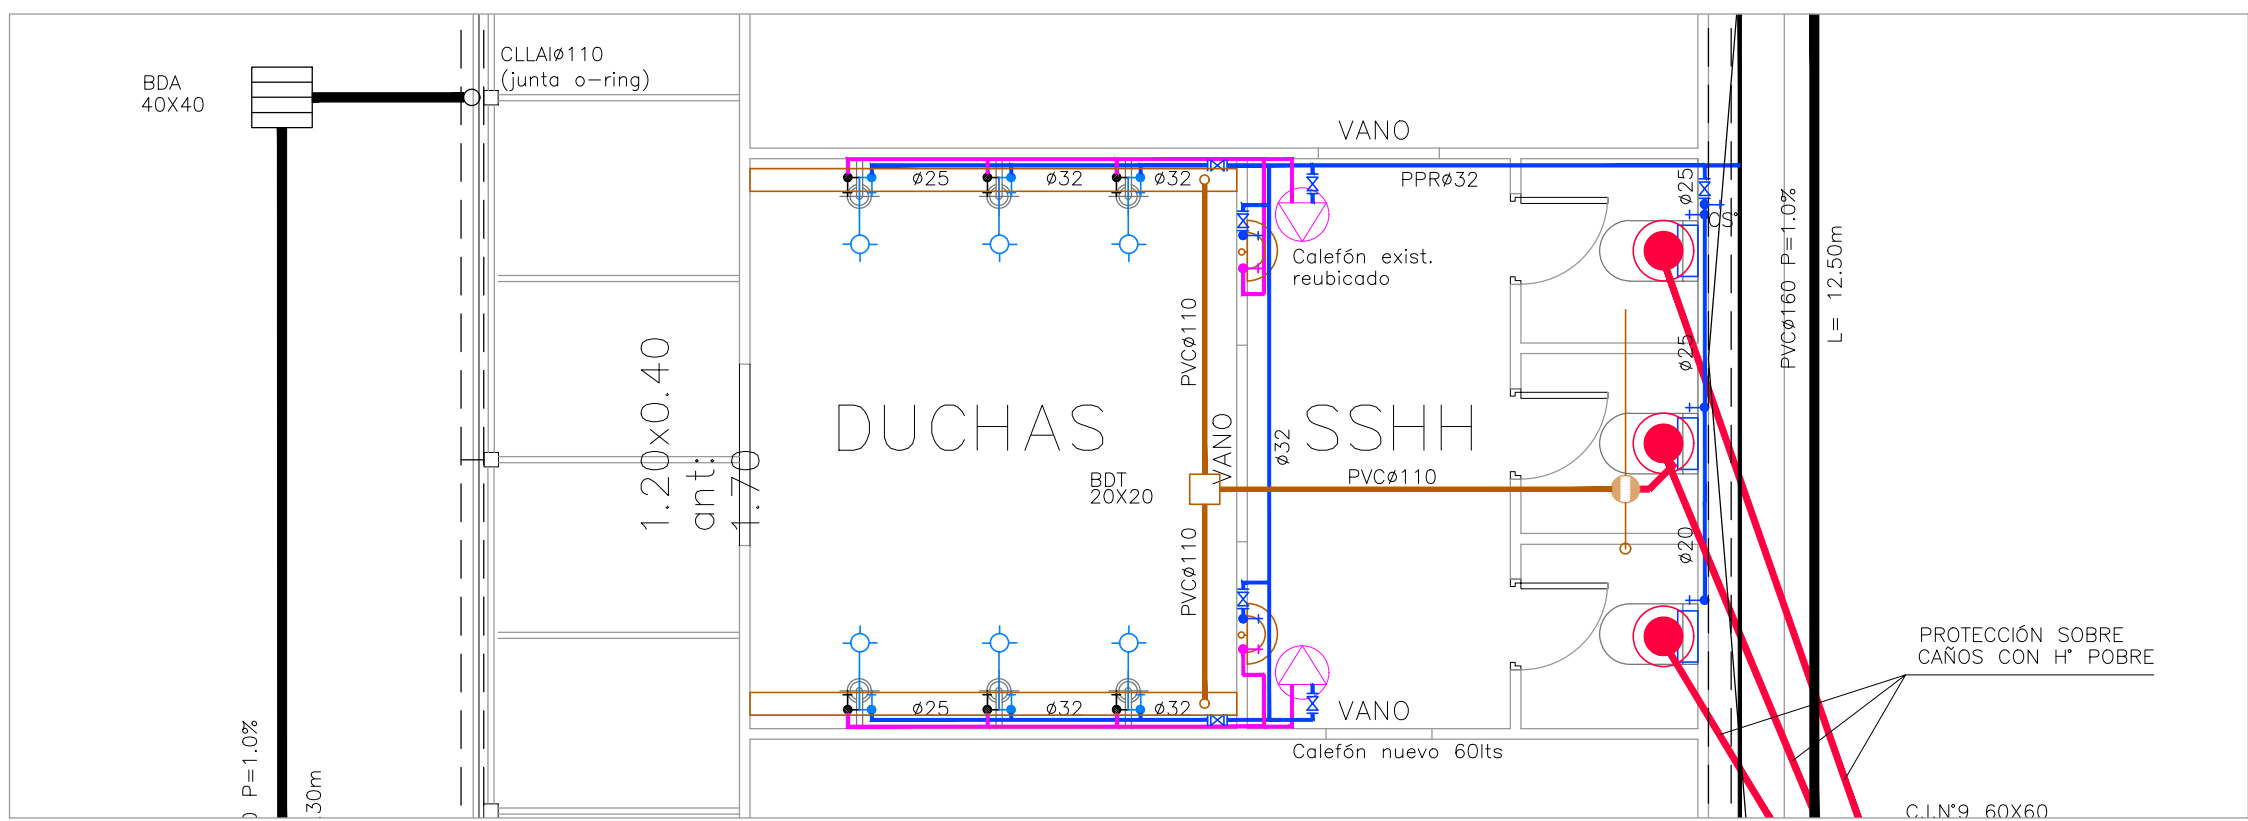 CLLAIø110
(junta o-ring)
BDA
40X40
VANO
ø25
ø32
ø32
PPRø32
ø25
CS
PVCø160 P=1.0%
L= 12.50m
Calefón exist.
reubicado
PVCø110
ø25
1.20x0.40
ant:
1.70
DUCHAS
VANO
ø32
SSHH
BDT
20X20
PVCø110
PVCø110
ø20
PROTECCIÓN SOBRE
CAÑOS CON H° POBRE
ø25
ø32
ø32
VANO
Calefón nuevo 60lts
P=1.0%
30m
C.I.N°9 60X60